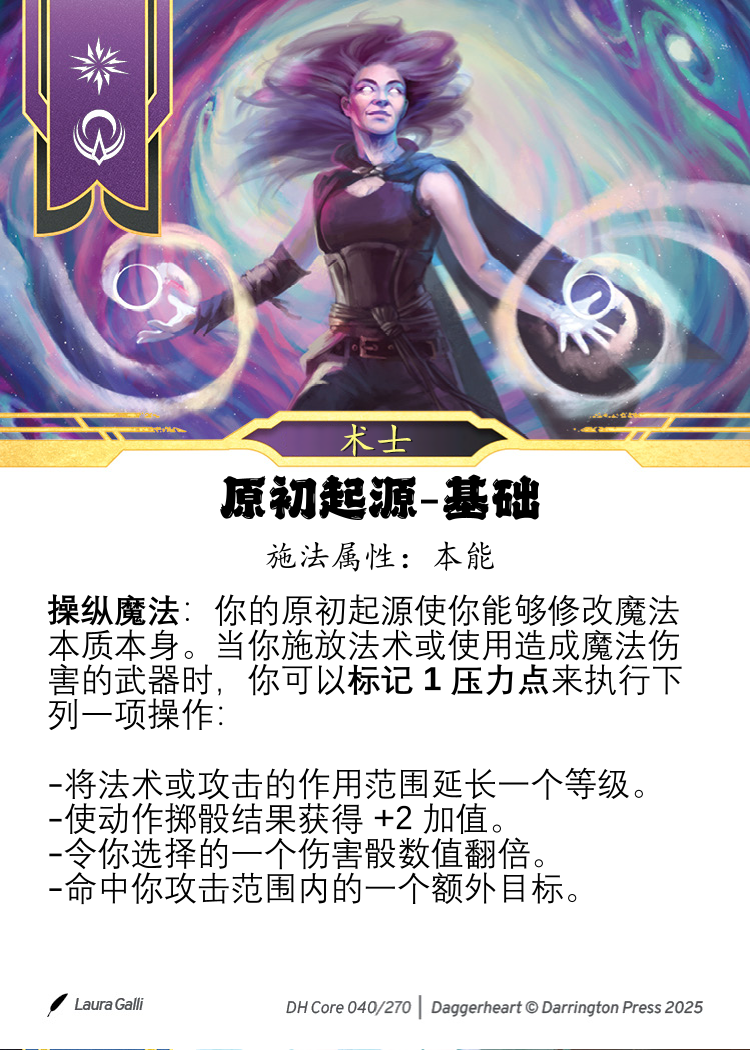 术士
原初起源-基础
施法属性：本能
操纵魔法：你的原初起源使你能够修改魔法
本质本身。当你施放法术或使用造成魔法伤
害的武器时，你可以标记 1 压力点来执行下
列一项操作：
-将法术或攻击的作用范围延长一个等级。
-使动作掷骰结果获得 +2 加值。
-令你选择的一个伤害骰数值翻倍。
-命中你攻击范围内的一个额外目标。
Laura Galli
DH Core 040/270 | Daggerheart © Darrington Press 2025